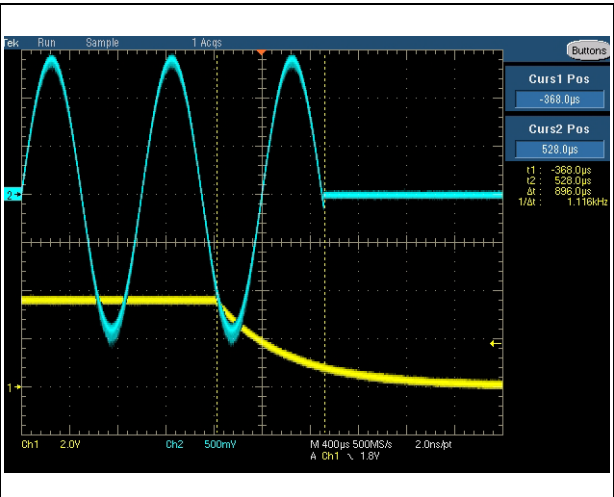 Tek Run Sample 1 Acqs
Buttons
Curs1 Pos
-368.0µs
Curs2 Pos
528.0µs
t1 : -368.0µs
t2 : 528.0µs
Δt : 896.0µs
1/Δt : 1.116kHz
2
1
Ch1 2.0V Ch2 500mV M 400µs 500MS/s 2.0ns/pt
A Ch1 \ 1.8V